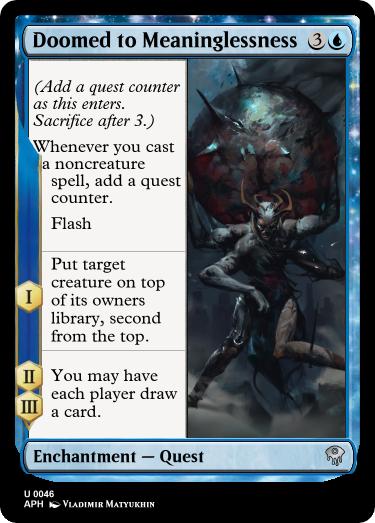 Doomed to Meaninglessness 3
(Add a quest counter
as this enters.
Sacrifice after 3.)
Whenever you cast
a noncreature
spell, add a quest
counter.
Flash
I
Put target
creature on top
of its owners
library, second
from the top.
II
III
You may have
each player draw
a card.
Enchantment — Quest
U 0046
APH Vladimir Matyukhin